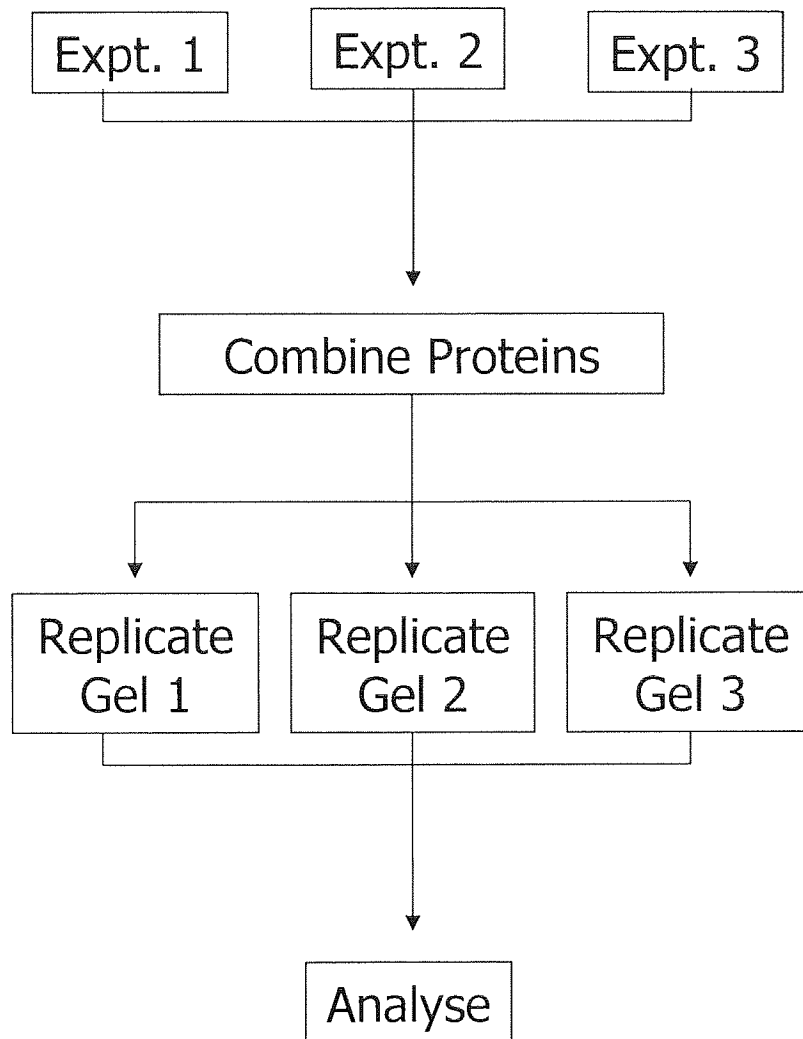 Expt. 1
Expt. 2
Expt. 3
Combine Proteins
Replicate
Gel 1
Replicate
Gel 2
Replicate
Gel 3
Analyse